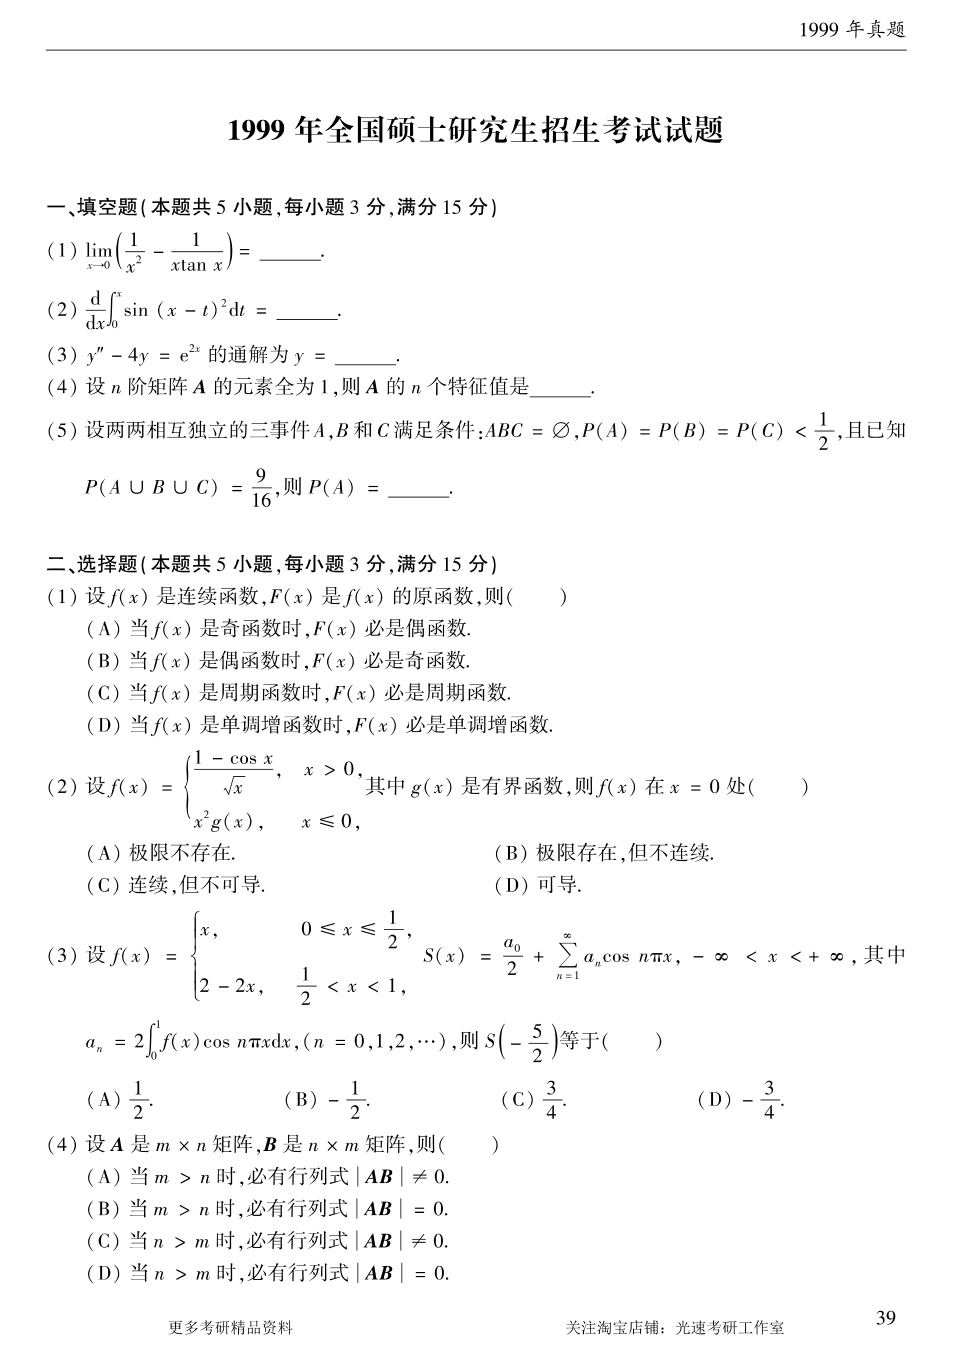 1999 年真题
1999 年全国硕士研究生招生考试试题
一、填空题(本题共 5 小题,每小题 3 分,满分 15 分)
(1) lim_{x→0}(1/x² - 1/(xtan x)) = ______.
(2) d/dx ∫₀ˣ sin (x - t)²dt = ______.
(3) y″ - 4y = e^{2x} 的通解为 y = ______.
(4) 设 n 阶矩阵 A 的元素全为 1,则 A 的 n 个特征值是______.
(5) 设两两相互独立的三事件 A,B 和 C 满足条件:ABC = ∅,P(A) = P(B) = P(C) < 1/2,且已知
P(A ∪ B ∪ C) = 9/16,则 P(A) = ______.
二、选择题(本题共 5 小题,每小题 3 分,满分 15 分)
(1) 设 f(x) 是连续函数,F(x) 是 f(x) 的原函数,则(　　)
(A) 当 f(x) 是奇函数时,F(x) 必是偶函数.
(B) 当 f(x) 是偶函数时,F(x) 必是奇函数.
(C) 当 f(x) 是周期函数时,F(x) 必是周期函数.
(D) 当 f(x) 是单调增函数时,F(x) 必是单调增函数.
(2) 设 f(x) = { (1 - cos x)/√x, x > 0, x²g(x), x ≤ 0, 其中 g(x) 是有界函数,则 f(x) 在 x = 0 处(　　)
(A) 极限不存在. (B) 极限存在,但不连续.
(C) 连续,但不可导. (D) 可导.
(3) 设 f(x) = { x, 0 ≤ x ≤ 1/2, 2 - 2x, 1/2 < x < 1, S(x) = a₀/2 + ∑_{n=1}^{∞} aₙcos nπx, - ∞ < x < + ∞, 其中
aₙ = 2∫₀¹ f(x)cos nπxdx,(n = 0,1,2,…),则 S(- 5/2)等于(　　)
(A) 1/2. (B) - 1/2. (C) 3/4. (D) - 3/4.
(4) 设 A 是 m × n 矩阵,B 是 n × m 矩阵,则(　　)
(A) 当 m > n 时,必有行列式 | AB | ≠ 0.
(B) 当 m > n 时,必有行列式 | AB | = 0.
(C) 当 n > m 时,必有行列式 | AB | ≠ 0.
(D) 当 n > m 时,必有行列式 | AB | = 0.
39
更多考研精品资料 关注淘宝店铺：光速考研工作室